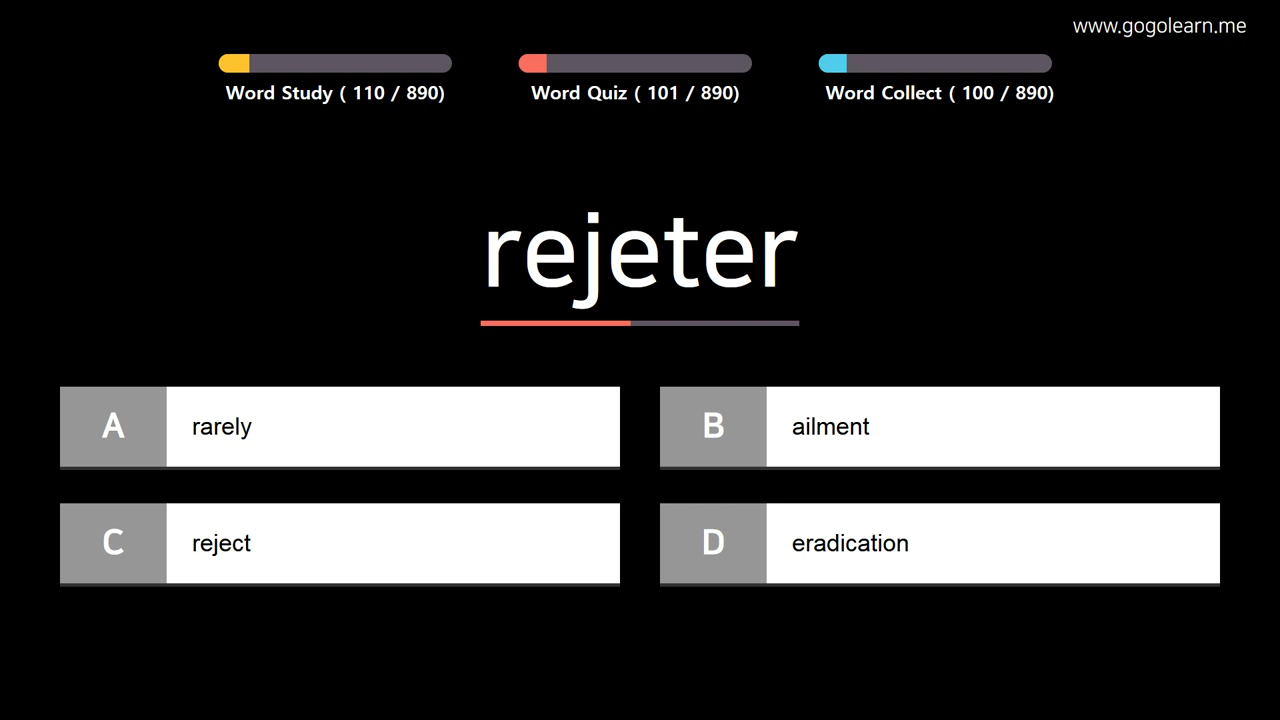 www.gogolearn.me
Word Study ( 110 / 890)
Word Quiz ( 101 / 890)
Word Collect ( 100 / 890)
rejeter
A rarely
B ailment
C reject
D eradication